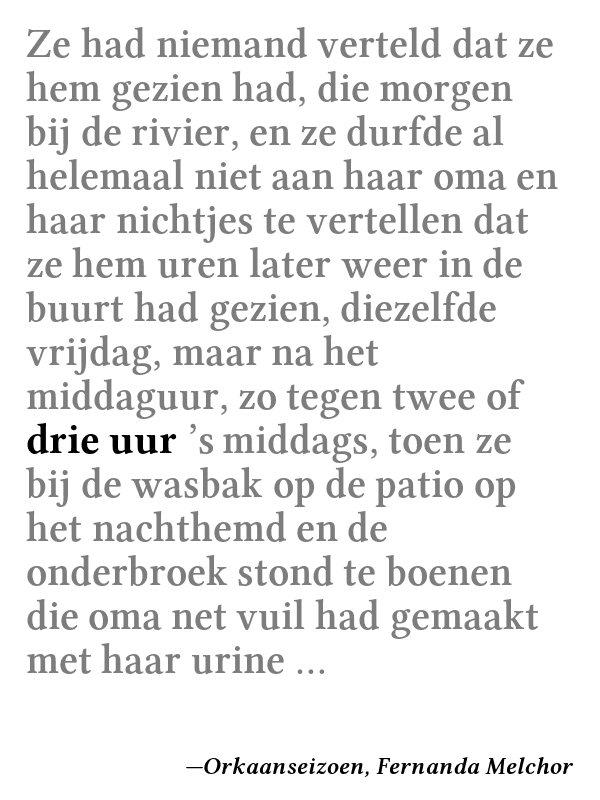 Ze had niemand verteld dat ze
hem gezien had, die morgen
bij de rivier, en ze durfde al
helemaal niet aan haar oma en
haar nichtjes te vertellen dat
ze hem uren later weer in de
buurt had gezien, diezelfde
vrijdag, maar na het
middaguur, zo tegen twee of
drie uur ’s middags, toen ze
bij de wasbak op de patio op
het nachthemd en de
onderbroek stond te boenen
die oma net vuil had gemaakt
met haar urine ...
—Orkaanseizoen, Fernanda Melchor